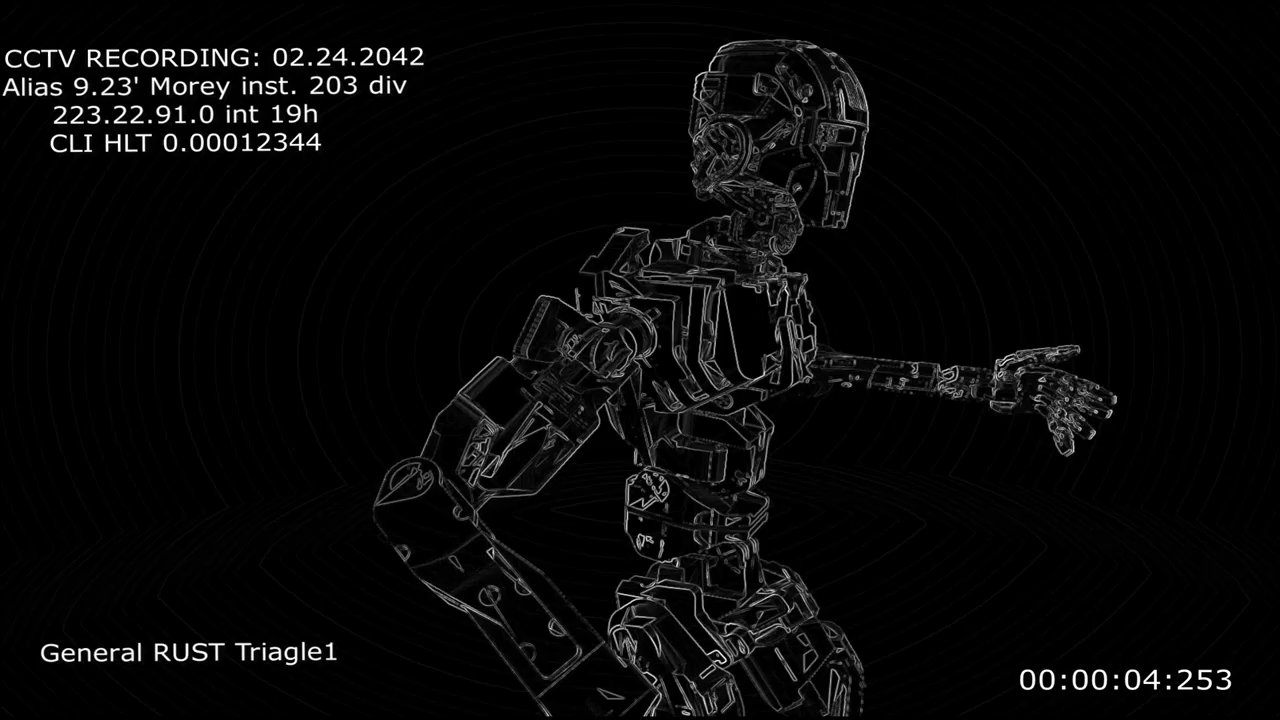 CCTV RECORDING: 02.24.2042
Alias 9.23' Morey inst. 203 div
223.22.91.0 int 19h
CLI HLT 0.00012344
General RUST Triagle1
00:00:04:253